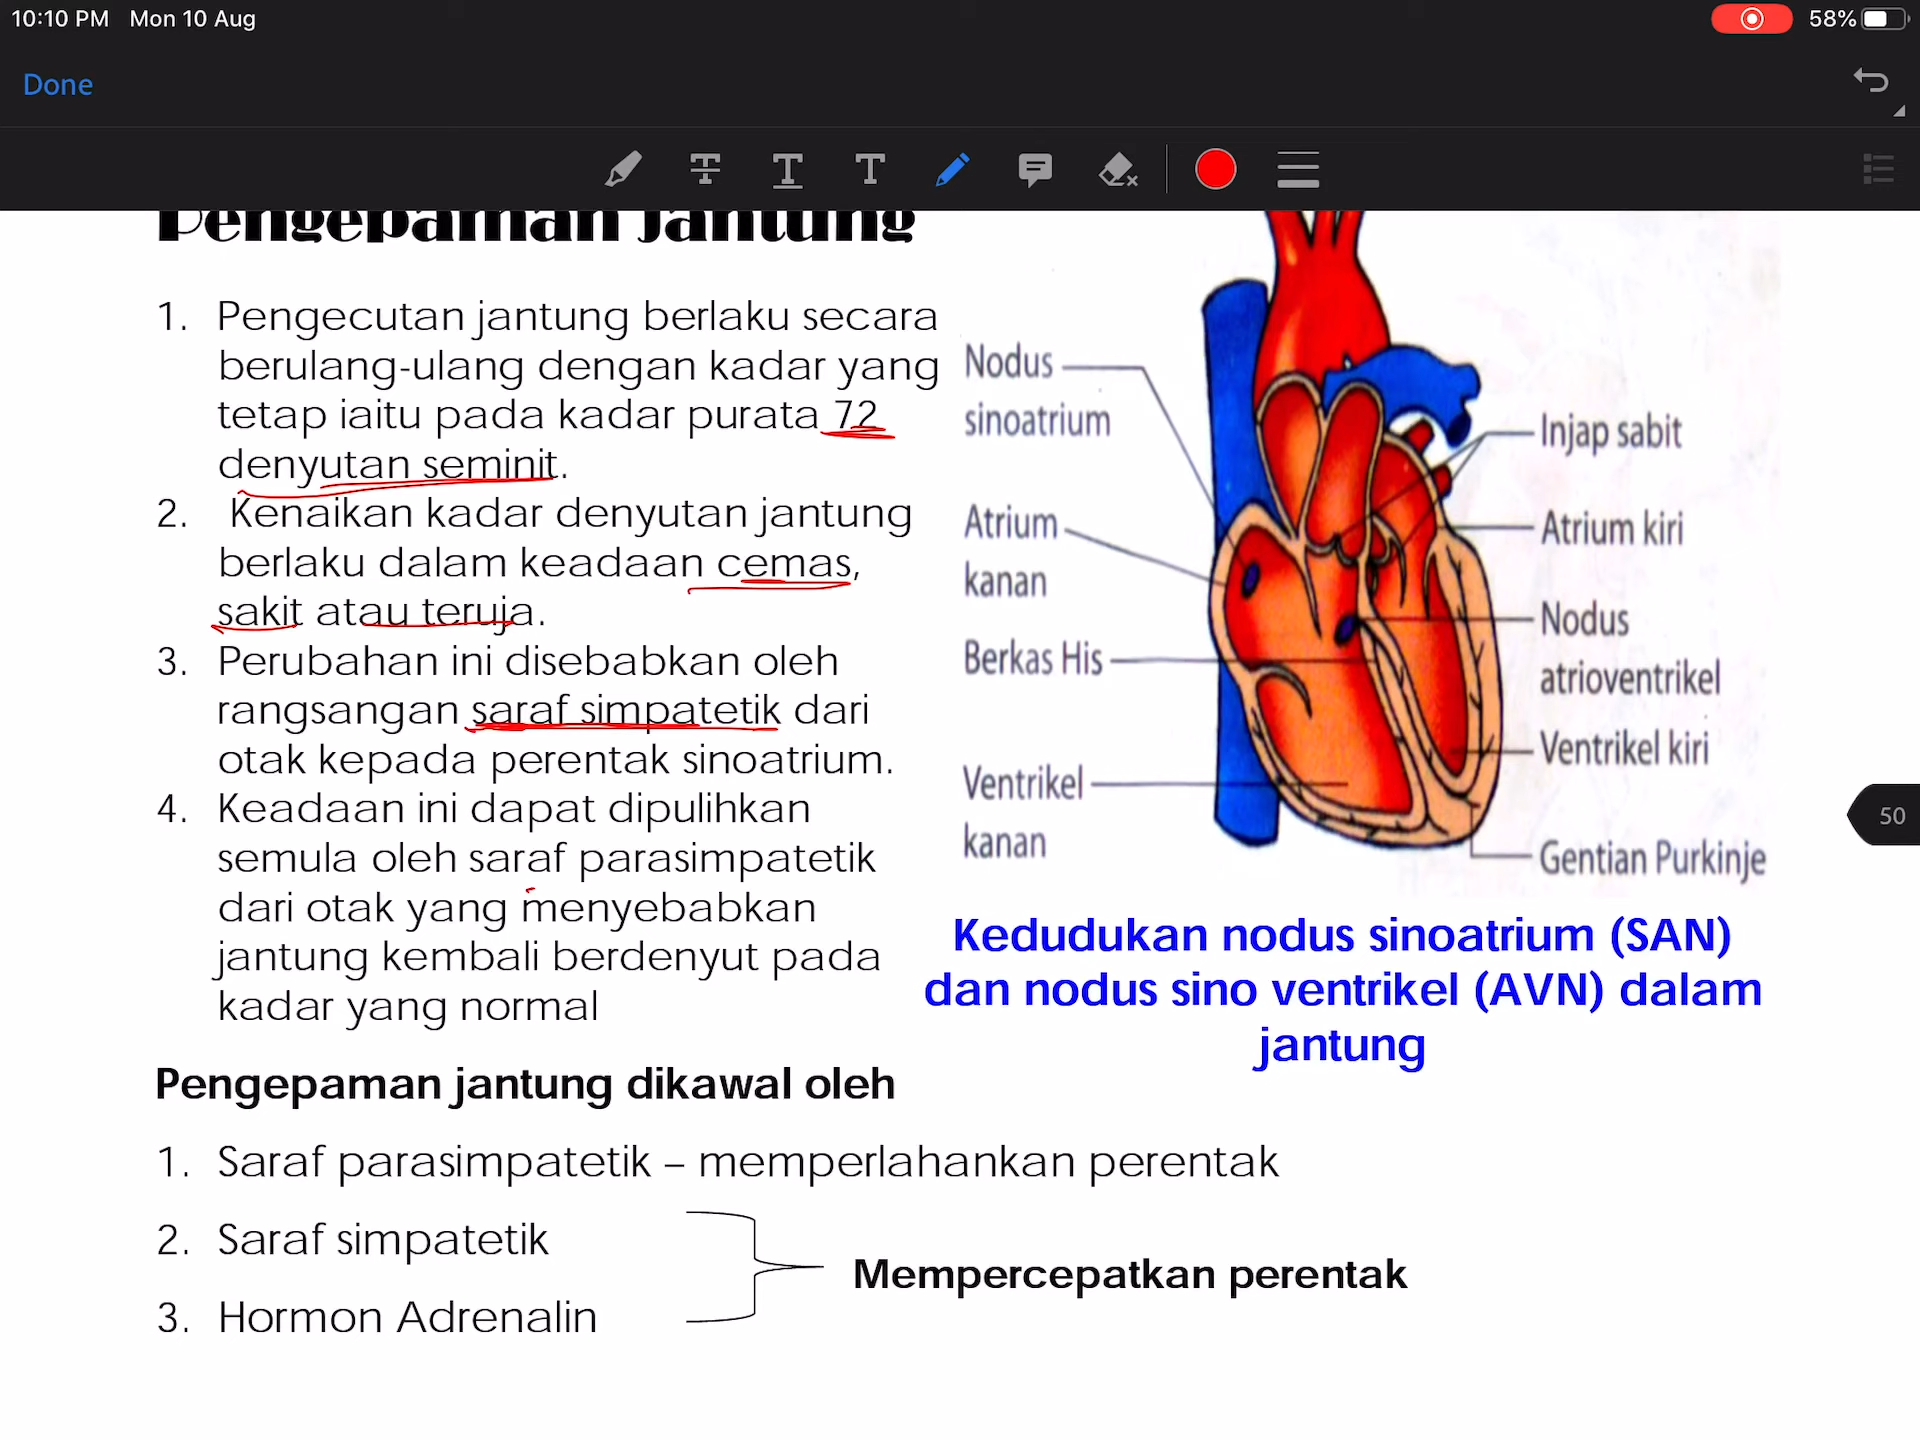 10:10 PM Mon 10 Aug
58%
Done
Pengepaman jantung
1. Pengecutan jantung berlaku secara
berulang-ulang dengan kadar yang
tetap iaitu pada kadar purata 72
denyutan seminit.
2. Kenaikan kadar denyutan jantung
berlaku dalam keadaan cemas,
sakit atau teruja.
3. Perubahan ini disebabkan oleh
rangsangan saraf simpatetik dari
otak kepada perentak sinoatrium.
4. Keadaan ini dapat dipulihkan
semula oleh saraf parasimpatetik
dari otak yang menyebabkan
jantung kembali berdenyut pada
kadar yang normal
Nodus
sinoatrium
Atrium
kanan
Berkas His
Ventrikel
kanan
Injap sabit
Atrium kiri
Nodus
atrioventrikel
Ventrikel kiri
Gentian Purkinje
50
Kedudukan nodus sinoatrium (SAN)
dan nodus sino ventrikel (AVN) dalam
jantung
Pengepaman jantung dikawal oleh
1. Saraf parasimpatetik – memperlahankan perentak
2. Saraf simpatetik
3. Hormon Adrenalin
Mempercepatkan perentak